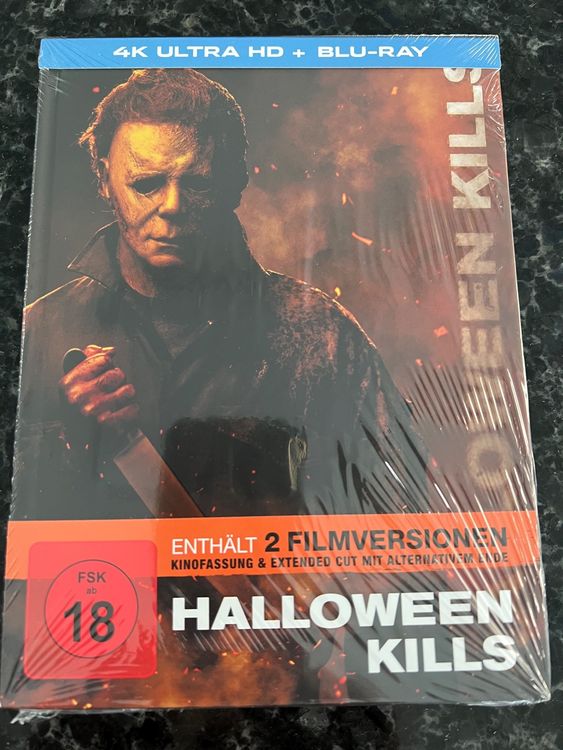 4K ULTRA HD + BLU-RAY
KILLS
ENTHÄLT 2 FILMVERSIONEN
KINOFASSUNG & EXTENDED CUT MIT ALTERNATIVEM ENDE
FSK
ab
18
HALLOWEEN
KILLS